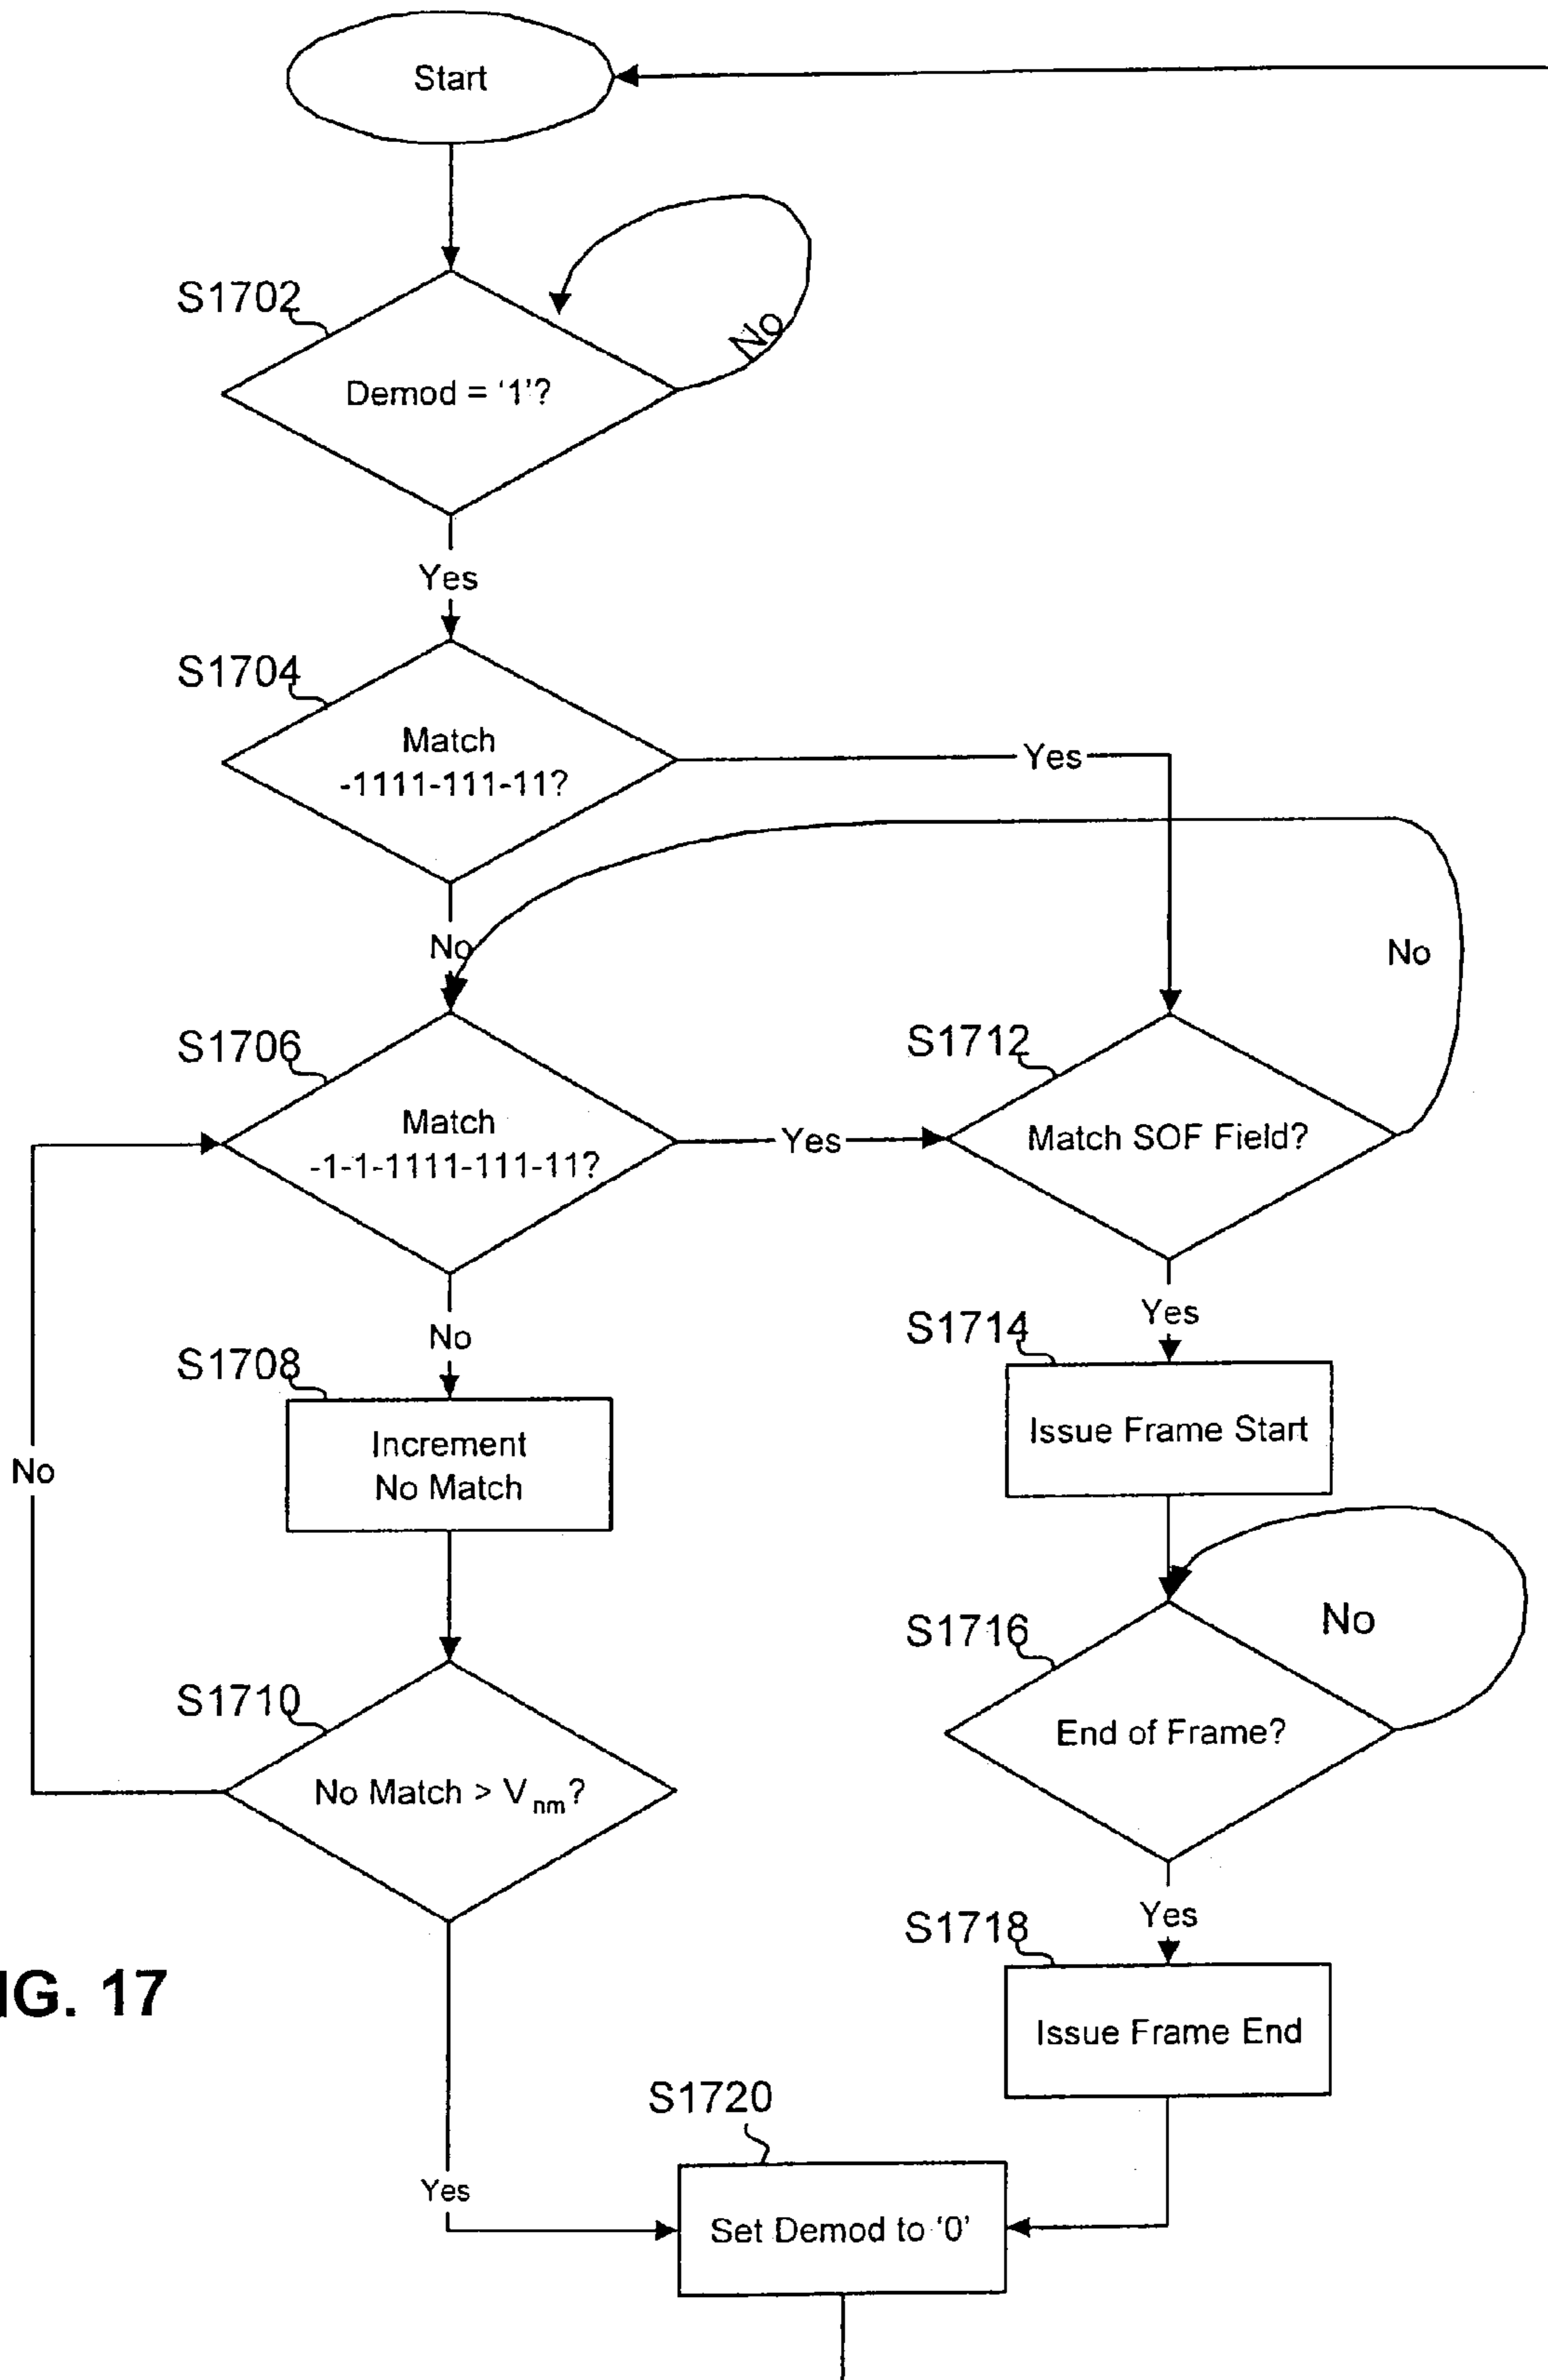 Start
S1702
No
Demod = '1'?
Yes
S1704
Match
-1111-111-11?
Yes
No
No
S1706
S1712
Match
-1-1-1111-111-11?
Yes
Match SOF Field?
No
Yes
S1708
S1714
Increment
No Match
Issue Frame Start
No
S1710
S1716
No
No Match > Vnm?
End of Frame?
Yes
S1718
IG. 17
Issue Frame End
S1720
Yes
Set Demod to '0'